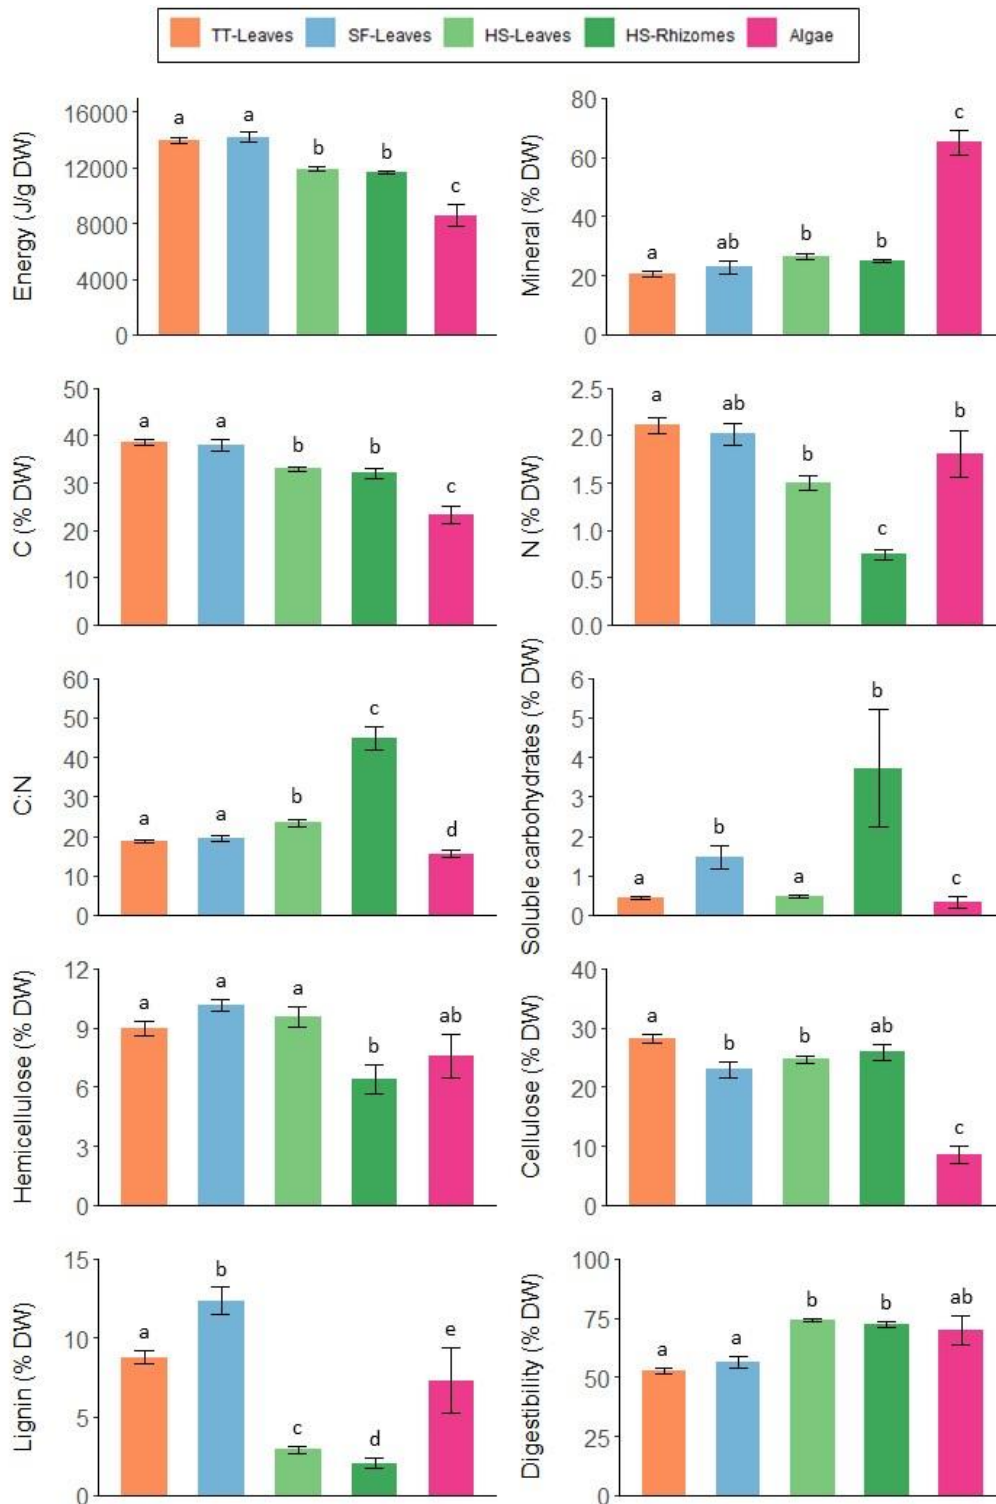 TT-Leaves SF-Leaves HS-Leaves HS-Rhizomes Algae
Energy (J/g DW)
16000
12000
8000
4000
0
a a b b c
Mineral (% DW)
80
60
40
20
0
a ab b b c
C (% DW)
50
40
30
20
10
0
a a b b c
N (% DW)
2.5
2.0
1.5
1.0
0.5
0.0
a ab b c b
C:N
60
50
40
30
20
10
0
a a b c d
Soluble carbohydrates (% DW)
6
5
4
3
2
1
0
a b a b c
Hemicellulose (% DW)
12
9
6
3
0
a a a b ab
Cellulose (% DW)
40
30
20
10
0
a b b ab c
Lignin (% DW)
15
10
5
0
a b c d e
Digestibility (% DW)
100
75
50
25
0
a a b b ab